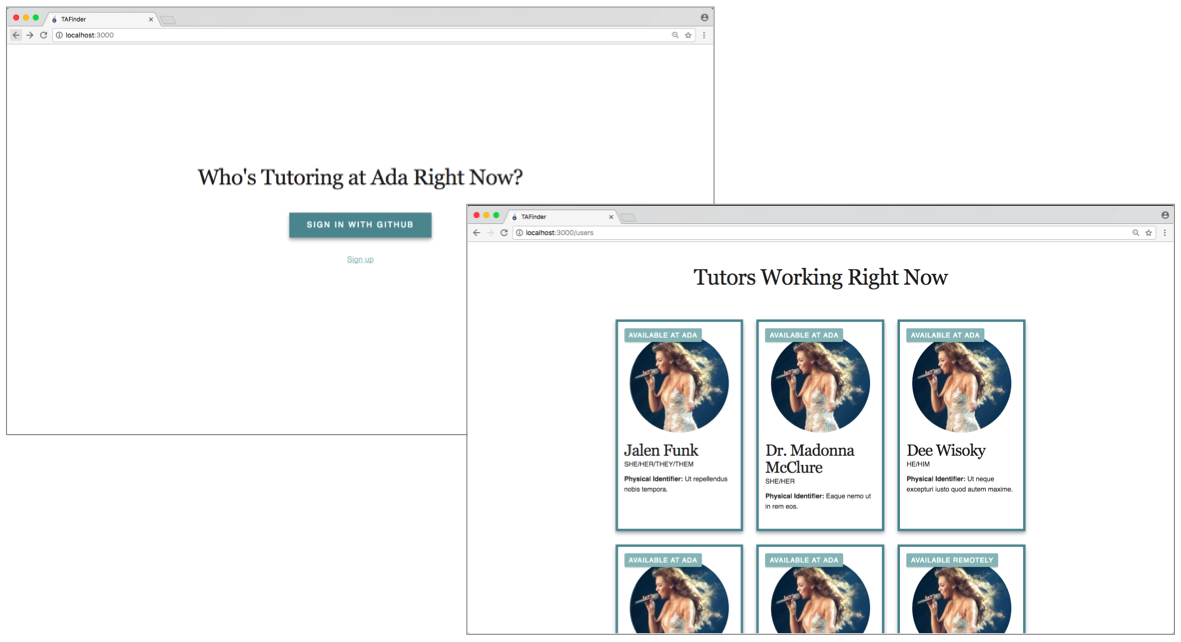 TAFinder
localhost:3000
Who's Tutoring at Ada Right Now?
SIGN IN WITH GITHUB
Sign up
TAFinder
localhost:3000/users
Tutors Working Right Now
AVAILABLE AT ADA
Jalen Funk
SHE/HER/THEY/THEM
Physical Identifier: Ut repellendus
nobis tempora.
AVAILABLE AT ADA
Dr. Madonna
McClure
SHE/HER
Physical Identifier: Eaque nemo ut
in rem eos.
AVAILABLE AT ADA
Dee Wisoky
HE/HIM
Physical Identifier: Ut neque
excepturi iusto quod autem maxime.
AVAILABLE AT ADA
AVAILABLE AT ADA
AVAILABLE REMOTELY